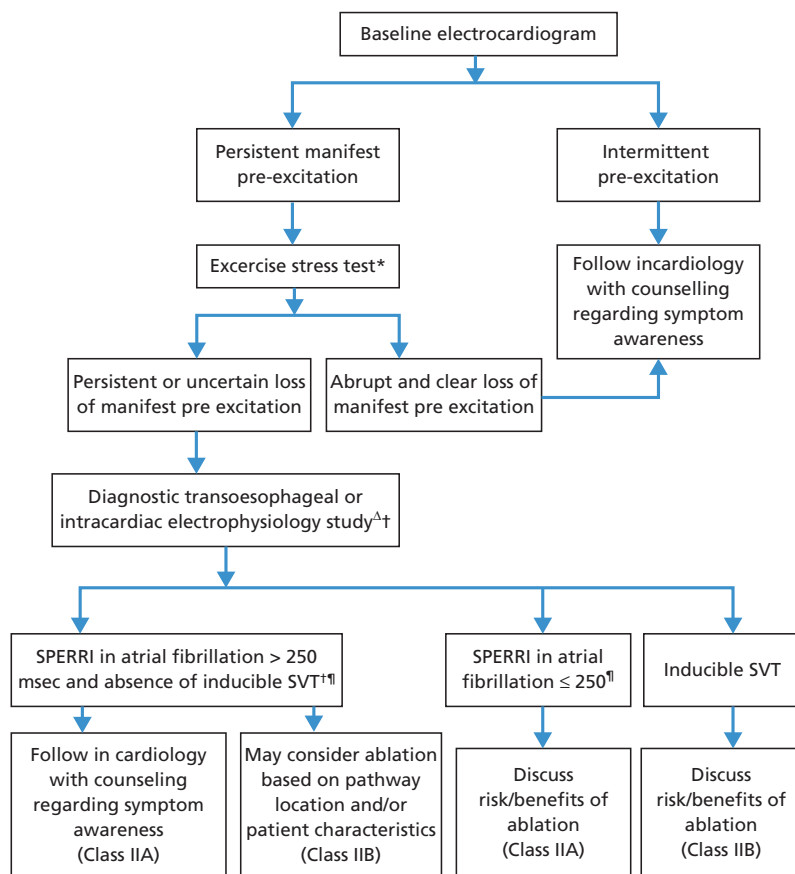 Baseline electrocardiogram
Persistent manifest
pre-excitation
Intermittent
pre-excitation
Excercise stress test*
Follow incardiology
with counselling
regarding symptom
awareness
Persistent or uncertain loss
of manifest pre excitation
Abrupt and clear loss of
manifest pre excitation
Diagnostic transoesophageal or
intracardiac electrophysiology studyΔ†
SPERRI in atrial fibrillation > 250
msec and absence of inducible SVT†¶
SPERRI in atrial
fibrillation ≤ 250¶
Inducible SVT
Follow in cardiology
with counseling
regarding symptom
awareness
(Class IIA)
May consider ablation
based on pathway
location and/or
patient characteristics
(Class IIB)
Discuss
risk/benefits of
ablation
(Class IIA)
Discuss
risk/benefits of
ablation
(Class IIB)